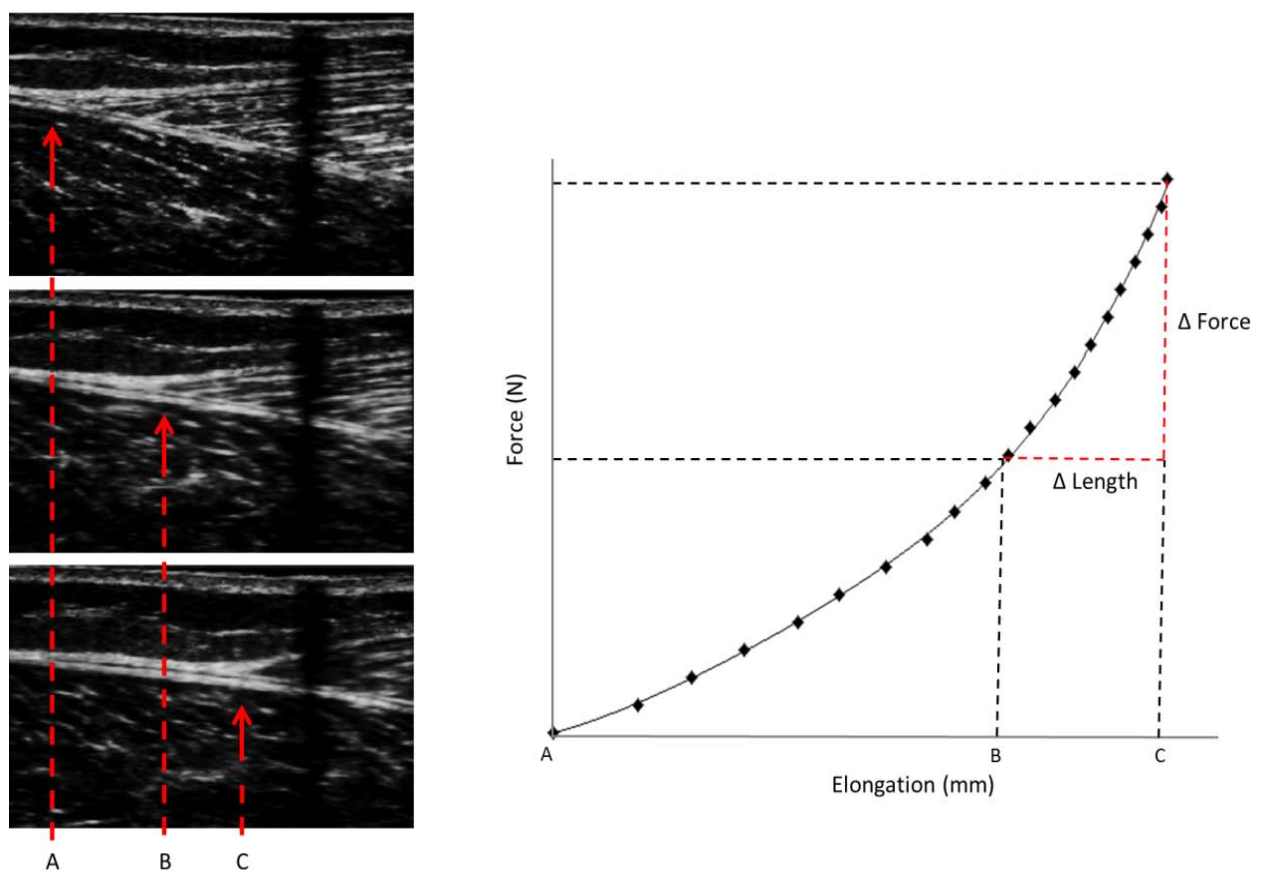 A
B
C
Force (N)
Δ Force
Δ Length
A
B
C
Elongation (mm)